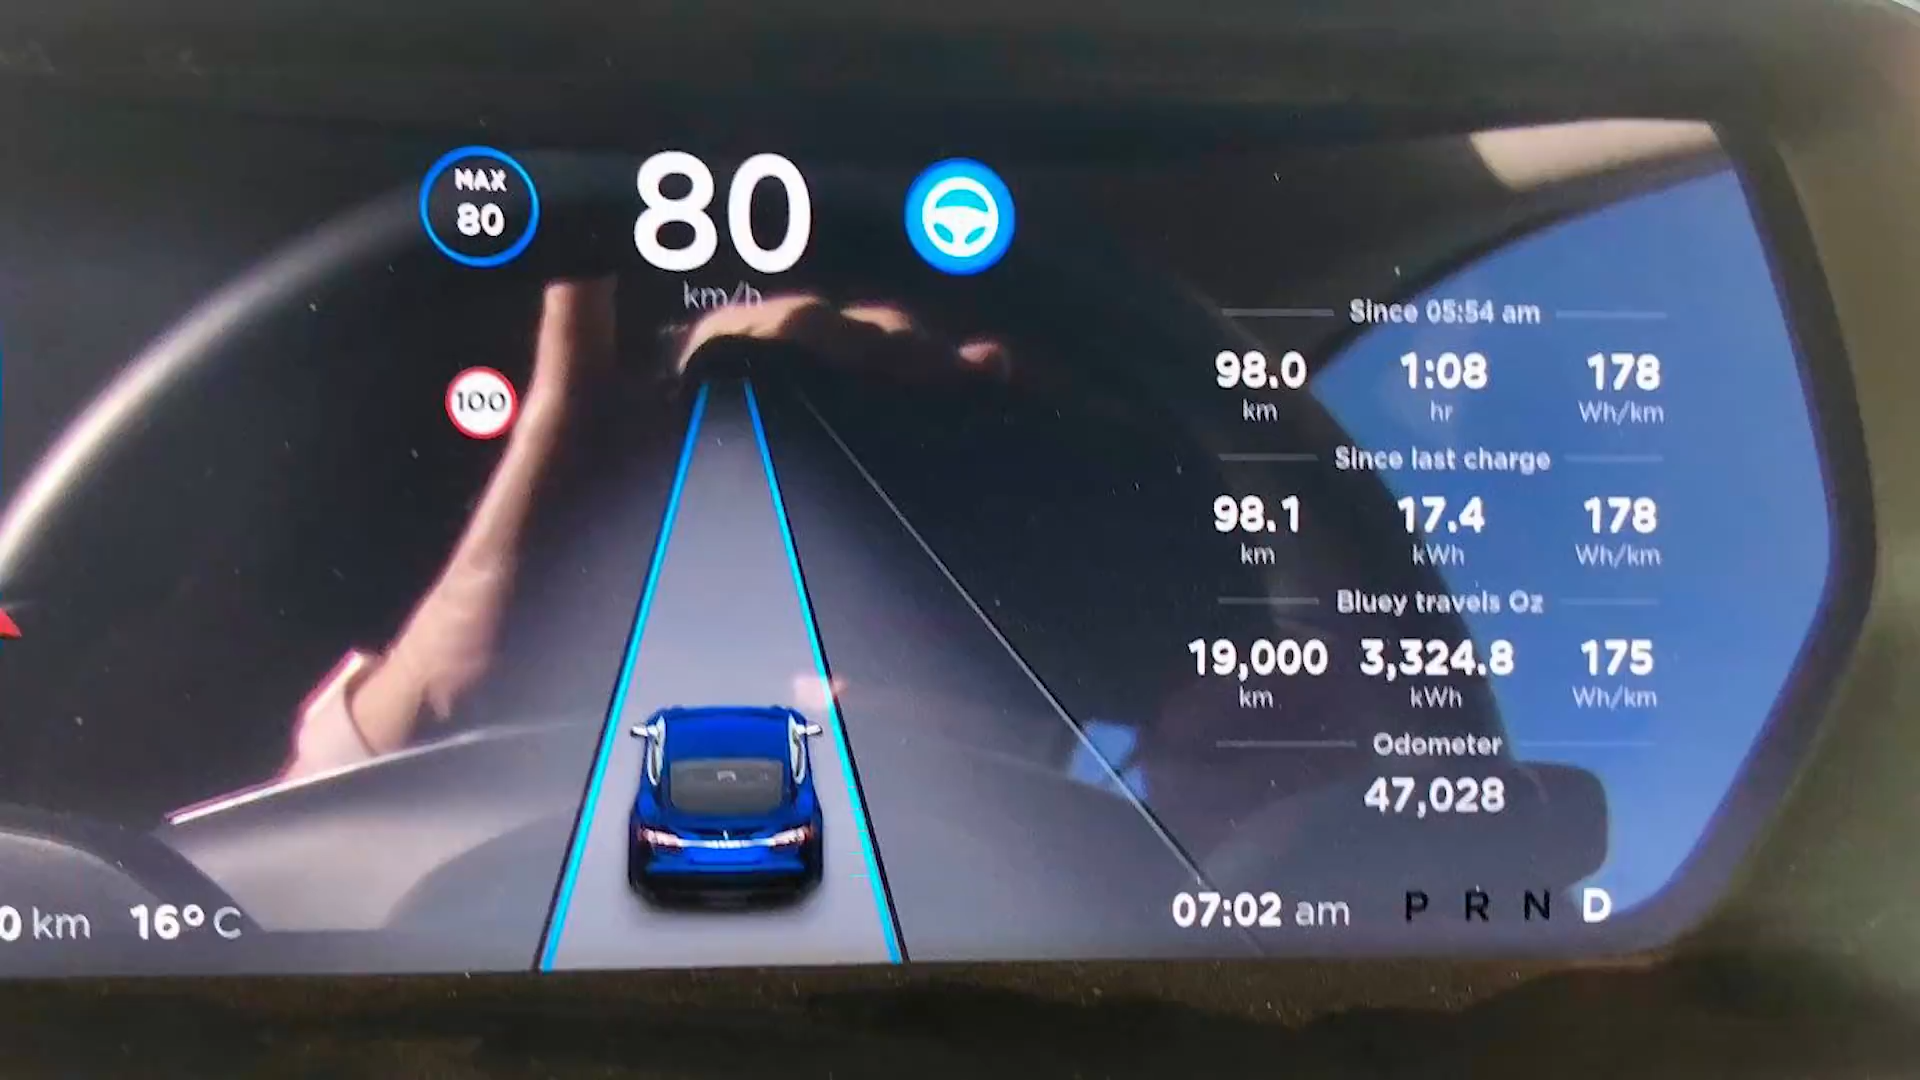 MAX
80
80
km/h
100
Since 05:54 am
98.0 1:08 178
km hr Wh/km
Since last charge
98.1 17.4 178
km kWh Wh/km
Bluey travels Oz
19,000 3,324.8 175
km kWh Wh/km
Odometer
47,028
0 km 16° C
07:02 am P R N D